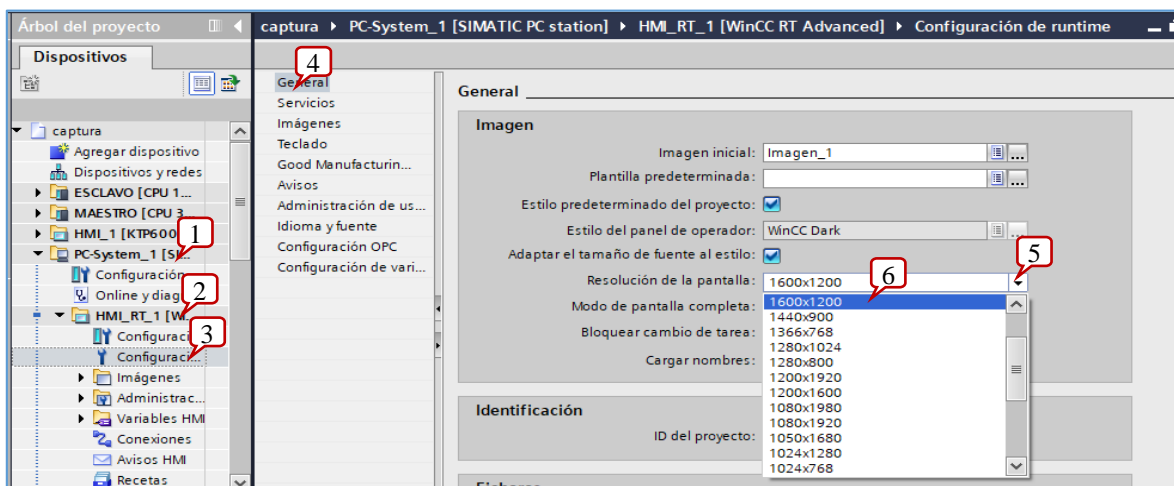 Árbol del proyecto
captura ▸ PC-System_1 [SIMATIC PC station] ▸ HMI_RT_1 [WinCC RT Advanced] ▸ Configuración de runtime
Dispositivos
captura
Agregar dispositivo
Dispositivos y redes
ESCLAVO [CPU 1...
MAESTRO [CPU 3...
HMI_1 [KTP600
1
PC-System_1 [SI...
Configuración
Online y diag
2
HMI_RT_1 [Wi...
Configuraci
3
Configuraci...
Imágenes
Administrac...
Variables HMI
Conexiones
Avisos HMI
Recetas
4
General
Servicios
Imágenes
Teclado
Good Manufacturin...
Avisos
Administración de us...
Idioma y fuente
Configuración OPC
Configuración de vari...
General
Imagen
Imagen inicial: Imagen_1
Plantilla predeterminada:
Estilo predeterminado del proyecto:
Estilo del panel de operador: WinCC Dark
Adaptar el tamaño de fuente al estilo:
5
Resolución de la pantalla: 1600x1200
6
Modo de pantalla completa:
Bloquear cambio de tarea:
Cargar nombres:
1600x1200
1440x900
1366x768
1280x1024
1280x800
1200x1920
1200x1600
1080x1980
1080x1920
1050x1680
1024x1280
1024x768
Identificación
ID del proyecto: